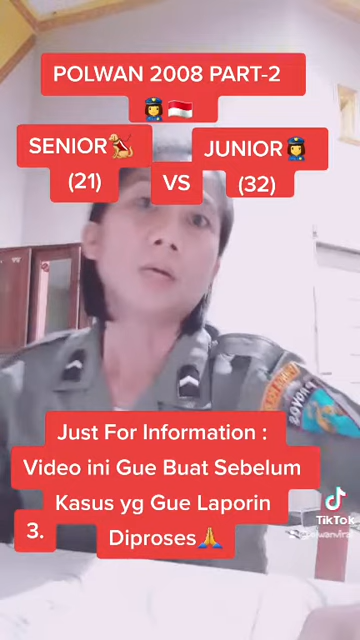 POLWAN 2008 PART-2
👮‍♀️🇮🇩
SENIOR🐕‍🦺
(21)
VS
JUNIOR👮‍♀️
(32)
Just For Information :
Video ini Gue Buat Sebelum
Kasus yg Gue Laporin
Diproses🙏
3.
TikTok